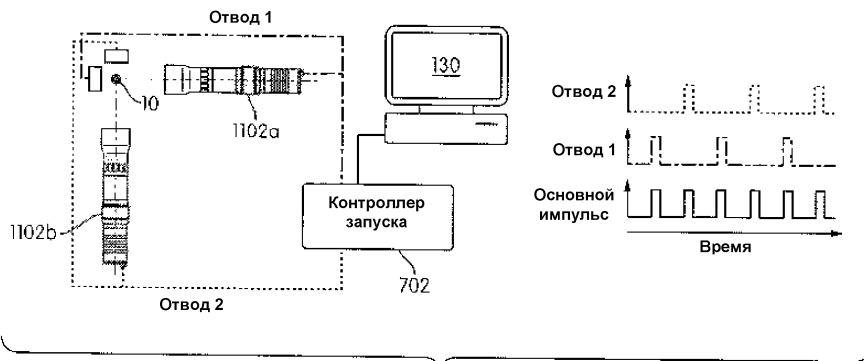 Отвод 1
130
10
1102a
Отвод 2
Отвод 1
Основной
импульс
Время
Контроллер
запуска
702
1102b
Отвод 2